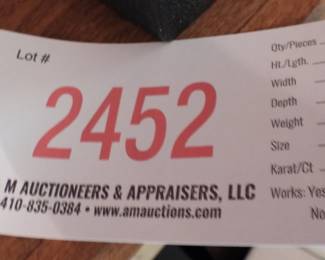 Lot #
2452
M AUCTIONEERS & APPRAISERS, LLC
410-835-0384 • www.amauctions.com
Qty/Pieces
Ht./Lgth.
Width
Depth
Weight
Size
Karat/Ct
Works: Yes
No